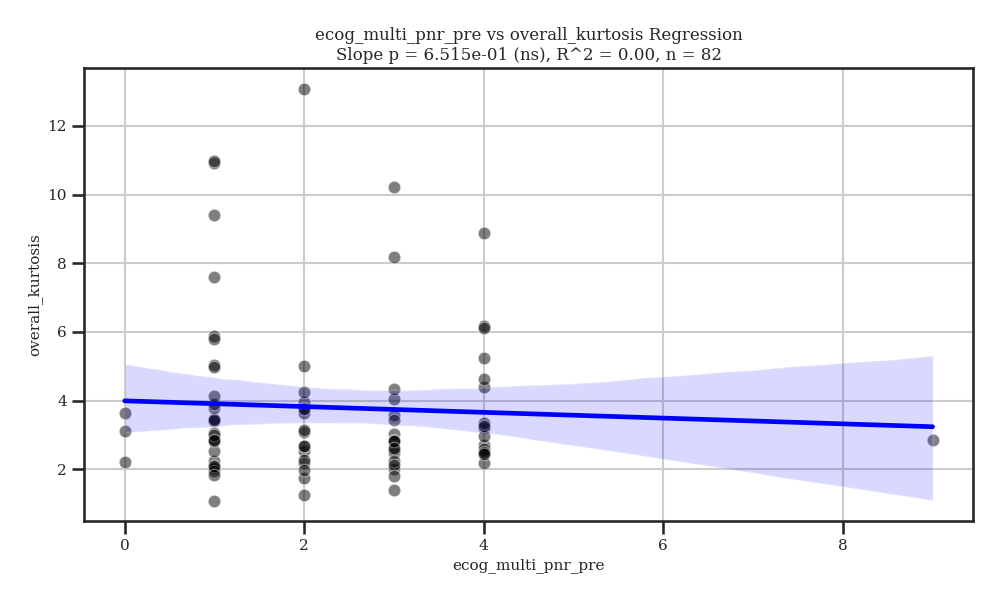 ecog_multi_pnr_pre vs overall_kurtosis Regression
Slope p = 6.515e-01 (ns), R^2 = 0.00, n = 82
overall_kurtosis
12
10
8
6
4
2
0 2 4 6 8
ecog_multi_pnr_pre